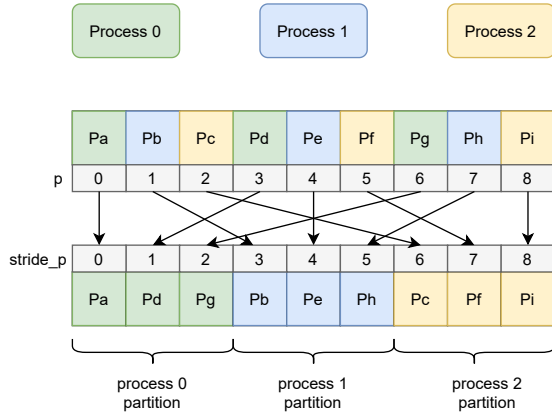 Process 0 Process 1 Process 2
Pa Pb Pc Pd Pe Pf Pg Ph Pi
p 0 1 2 3 4 5 6 7 8
stride_p 0 1 2 3 4 5 6 7 8
Pa Pd Pg Pb Pe Ph Pc Pf Pi
process 0 process 1 process 2
partition partition partition